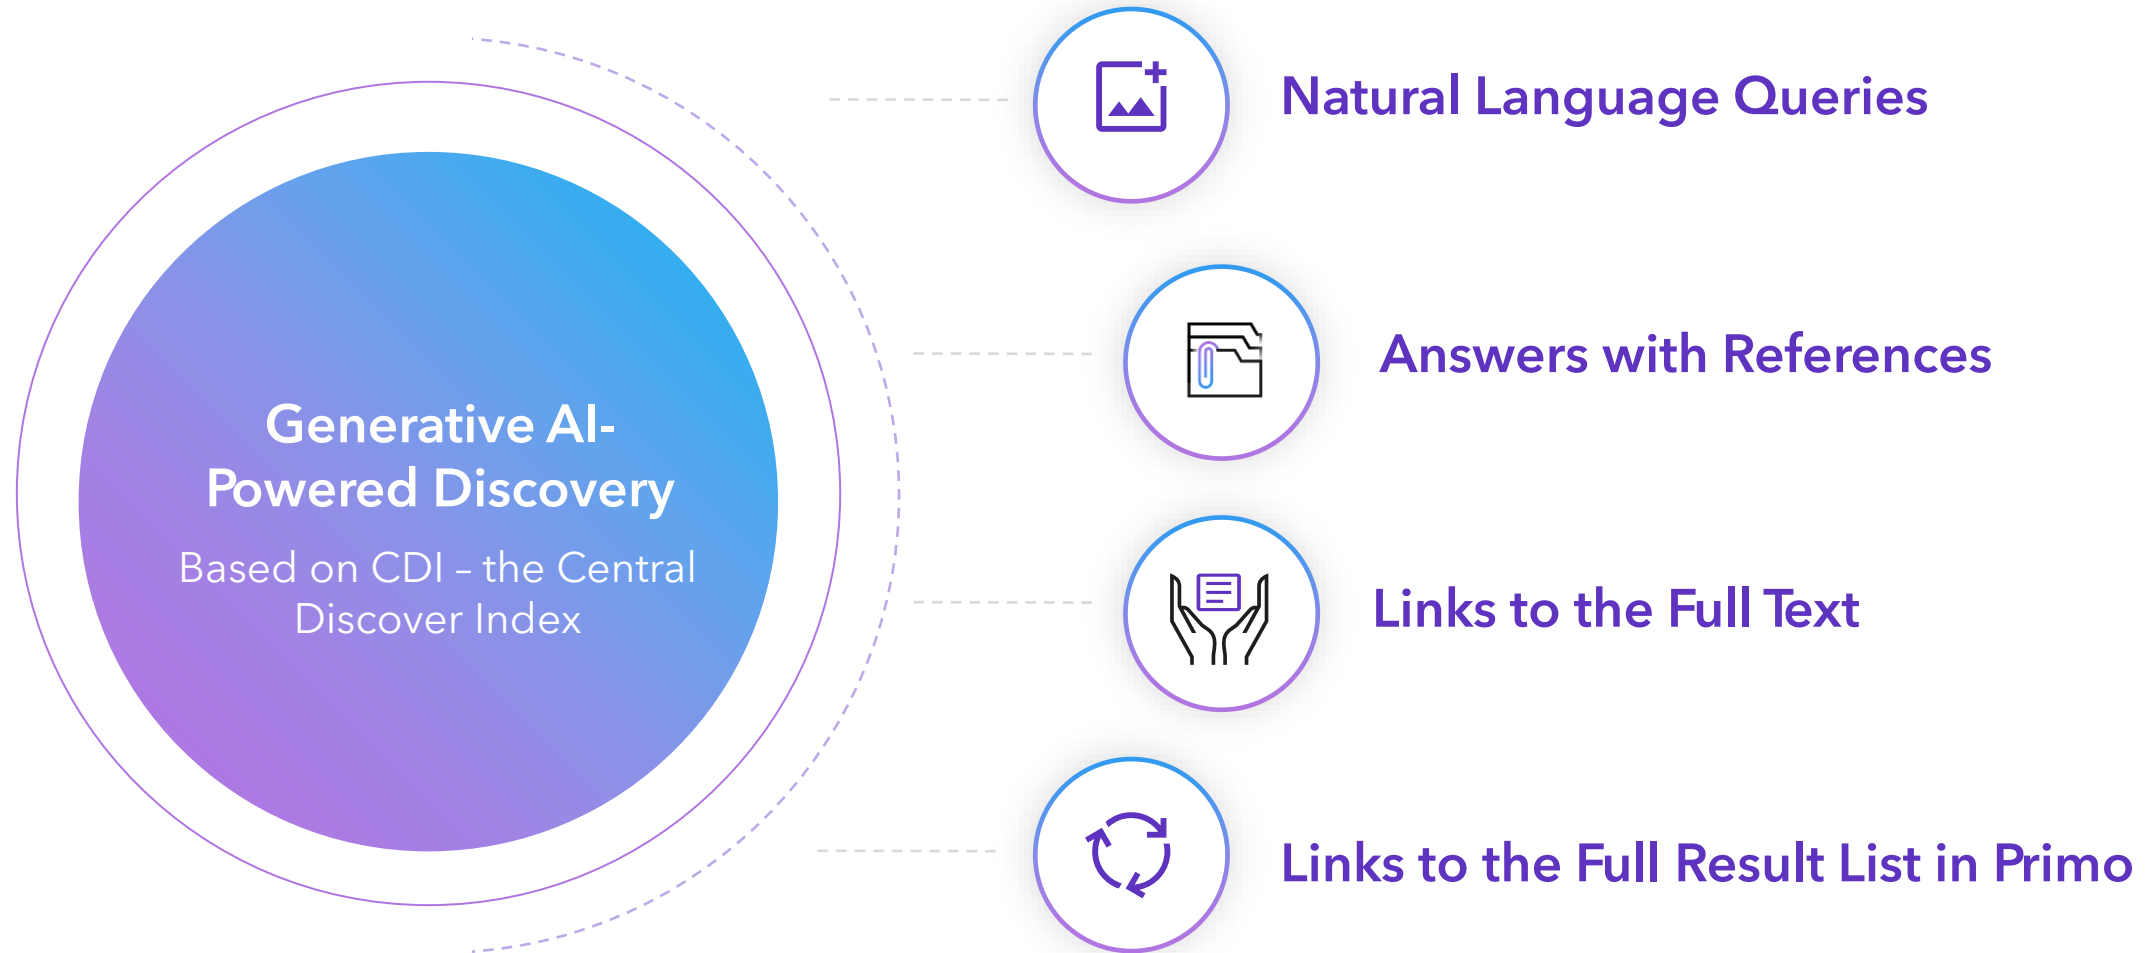 Generative AI-
Powered Discovery
Based on CDI – the Central
Discover Index
Natural Language Queries
Answers with References
Links to the Full Text
Links to the Full Result List in Primo